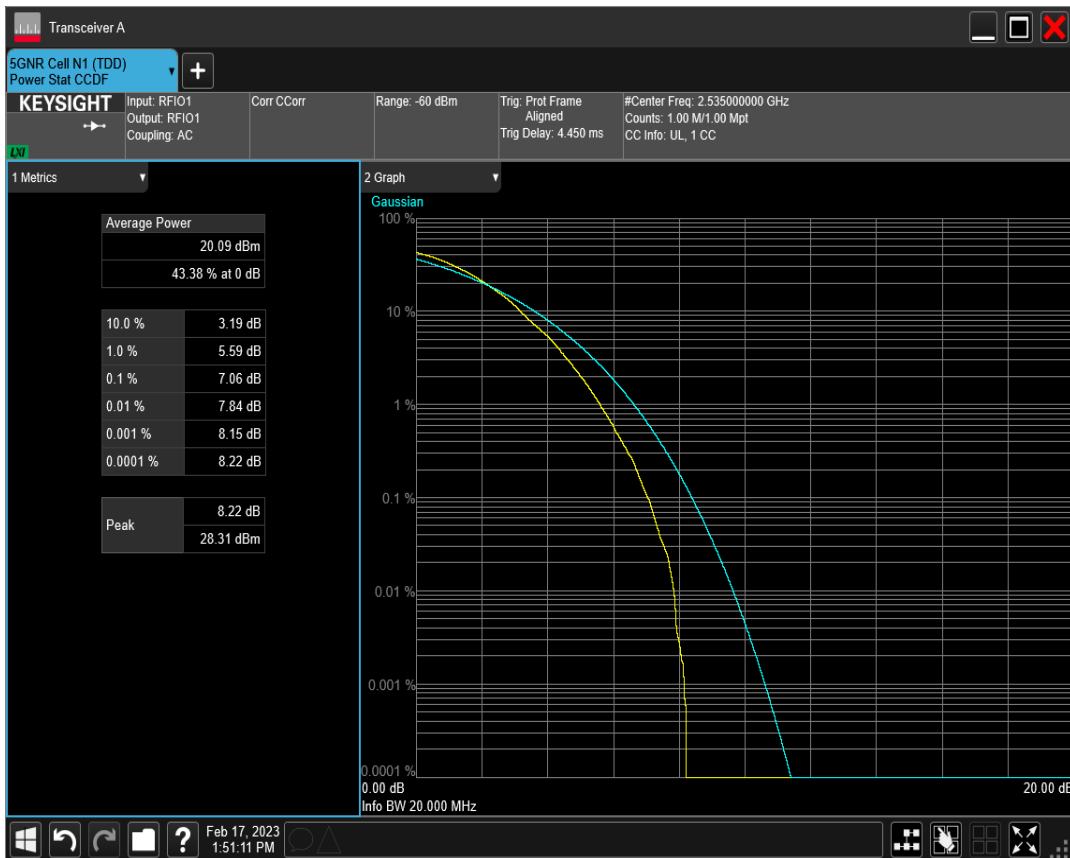 Transceiver A
5GNR Cell N1 (TDD)
Power Stat CCDF
KEYSIGHT
LXI
Input: RFIO1
Output: RFIO1
Coupling: AC
Corr CCorr
Range: -60 dBm
Trig: Prot Frame
Aligned
Trig Delay: 4.450 ms
#Center Freq: 2.535000000 GHz
Counts: 1.00 M/1.00 Mpt
CC Info: UL, 1 CC
1 Metrics
Average Power
20.09 dBm
43.38 % at 0 dB
10.0 % 3.19 dB
1.0 % 5.59 dB
0.1 % 7.06 dB
0.01 % 7.84 dB
0.001 % 8.15 dB
0.0001 % 8.22 dB
Peak
8.22 dB
28.31 dBm
2 Graph
Gaussian
100 %
10 %
1 %
0.1 %
0.01 %
0.001 %
0.0001 %
0.00 dB 20.00 dB
Info BW 20.000 MHz
Feb 17, 2023
1:51:11 PM